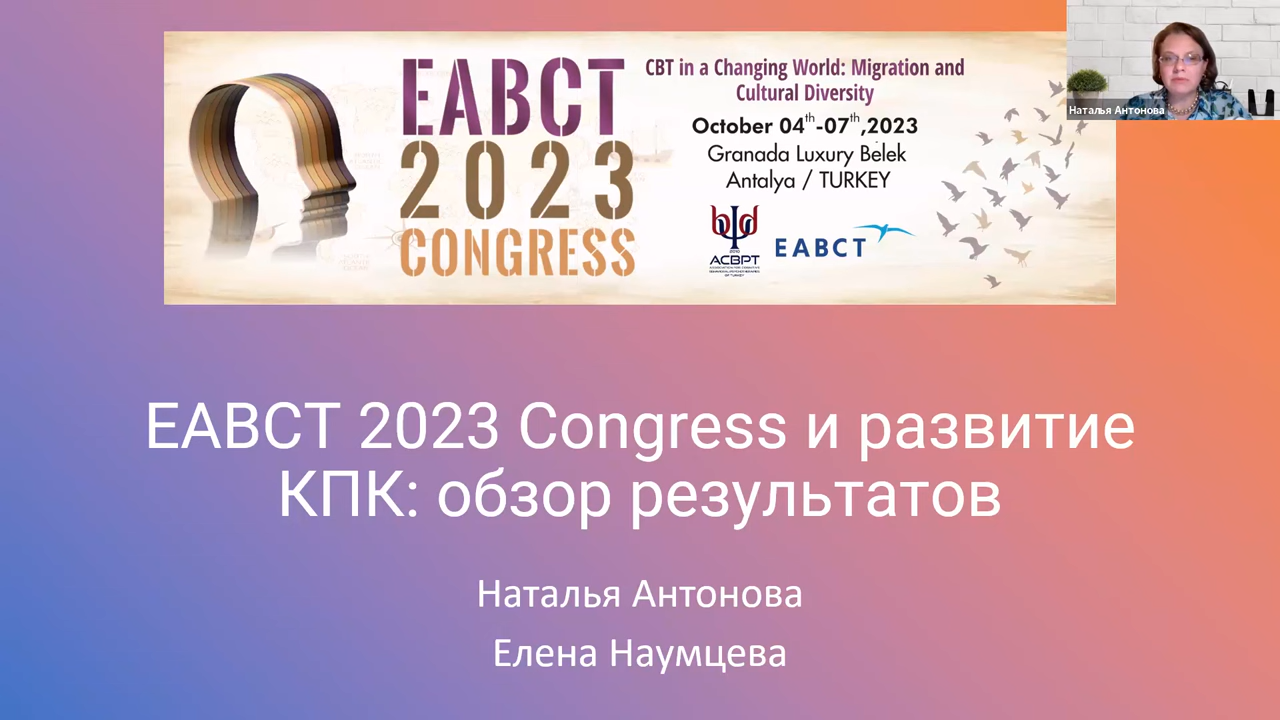 EABCT
2023
CONGRESS
CBT in a Changing World: Migration and
Cultural Diversity
October 04th-07th,2023
Granada Luxury Belek
Antalya / TURKEY
ACBPT
EABCT
Наталья Антонова
EABCT 2023 Congress и развитие
КПК: обзор результатов
Наталья Антонова
Елена Наумцева